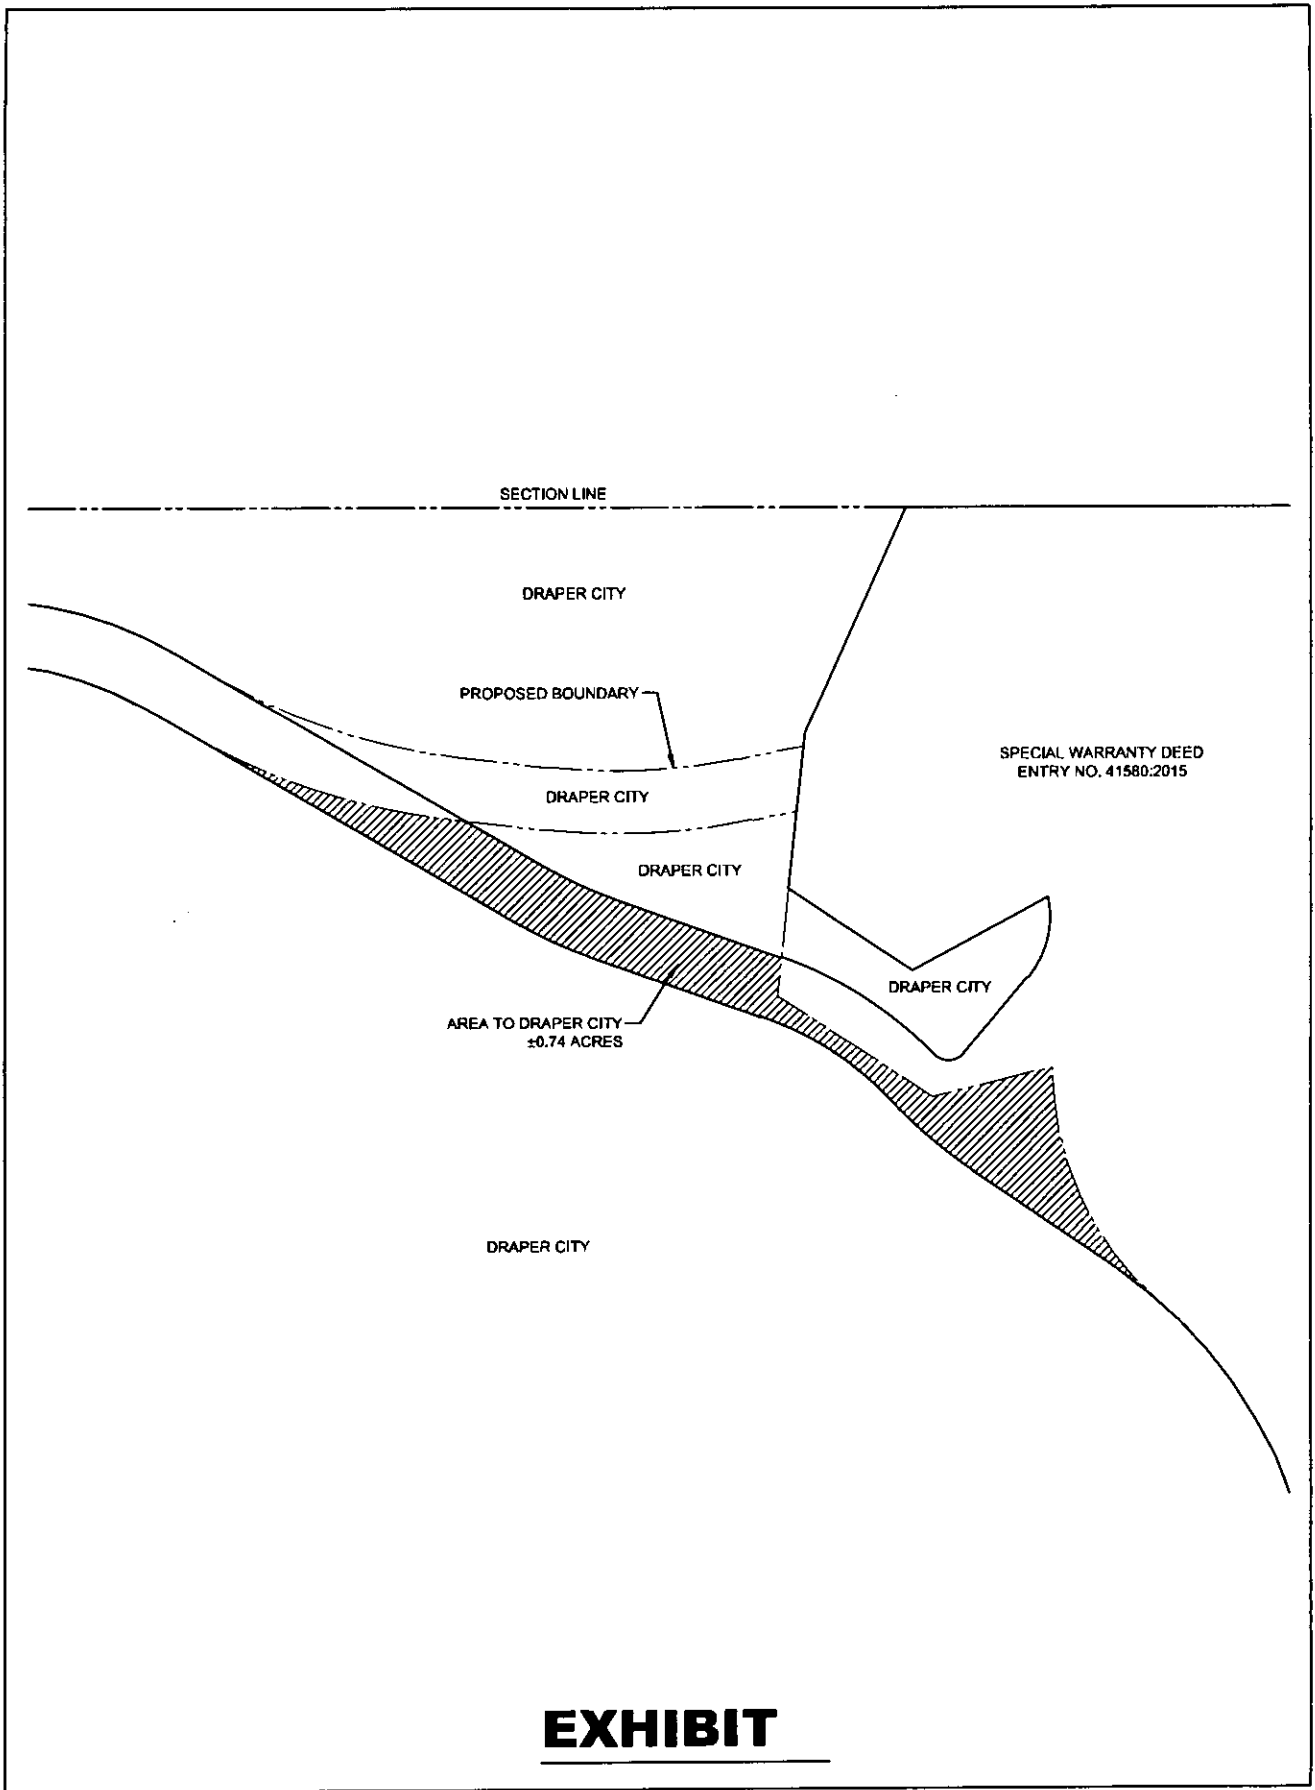 SECTION LINE
DRAPER CITY
PROPOSED BOUNDARY
SPECIAL WARRANTY DEED
ENTRY NO. 41580:2015
DRAPER CITY
DRAPER CITY
DRAPER CITY
AREA TO DRAPER CITY
±0.74 ACRES
DRAPER CITY
EXHIBIT